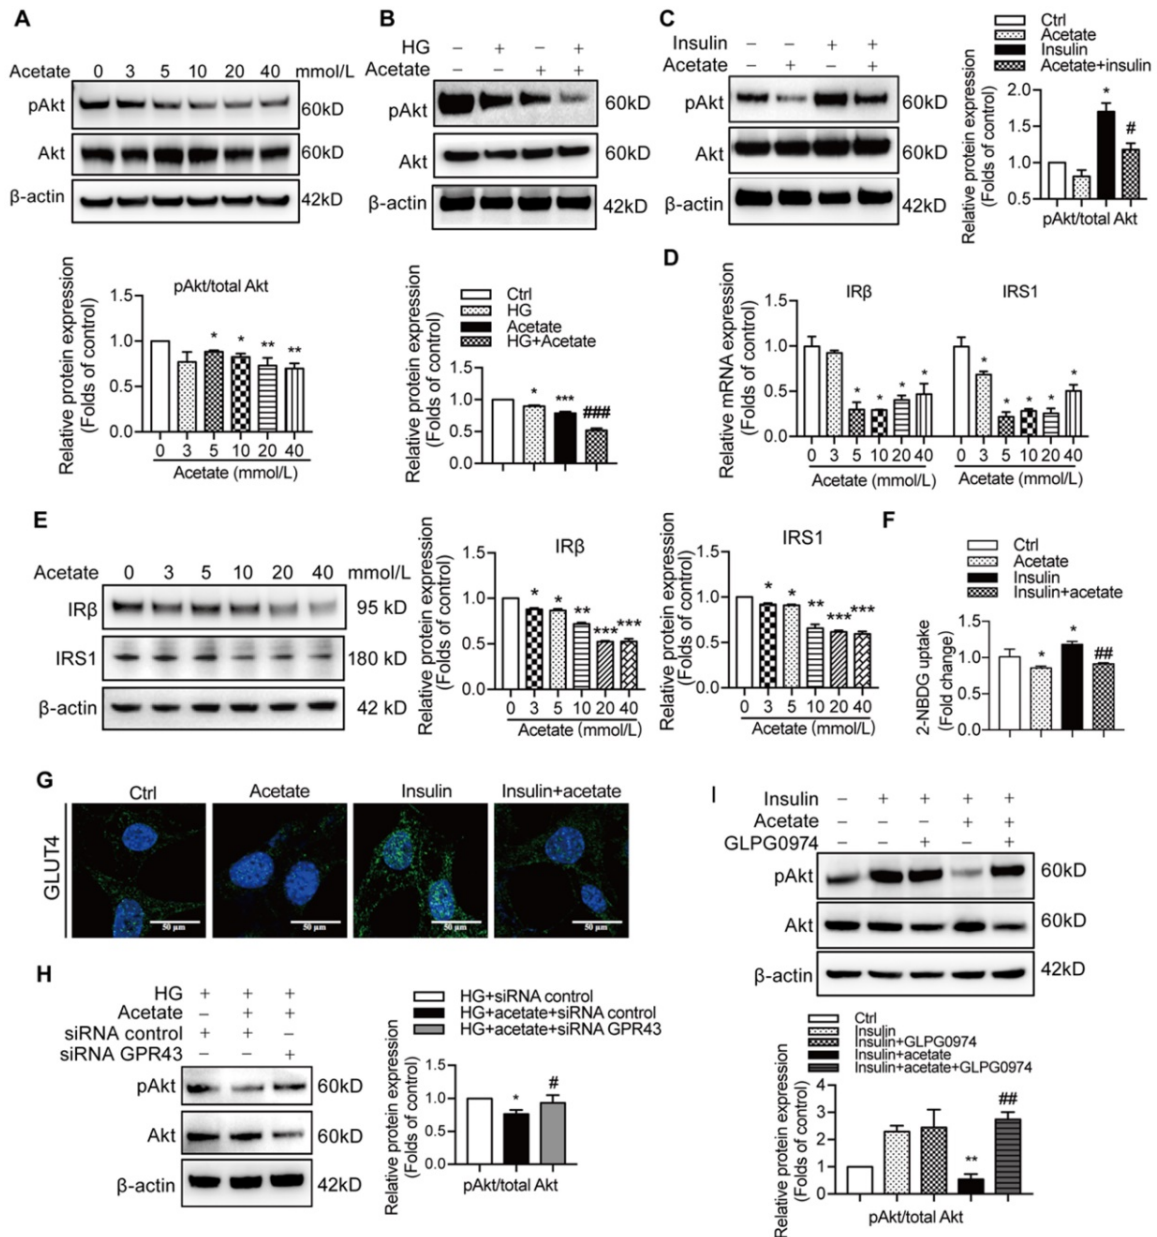 A
Acetate 0 3 5 10 20 40 mmol/L
pAkt 60kD
Akt 60kD
β-actin 42kD
Relative protein expression
(Folds of control)
pAkt/total Akt
1.5
1.0
0.5
0.0
* * ** **
0 3 5 10 20 40
Acetate (mmol/L)
B
HG – + – +
Acetate – – + +
pAkt 60kD
Akt 60kD
β-actin 42kD
Ctrl
HG
Acetate
HG+Acetate
Relative protein expression
(Folds of control)
1.5
1.0
0.5
0.0
* *** ###
pAkt/total Akt
C
Insulin – – + +
Acetate – + – +
pAkt 60kD
Akt 60kD
β-actin 42kD
Ctrl
Acetate
Insulin
Acetate+insulin
Relative protein expression
(Folds of control)
2.0
1.5
1.0
0.5
* #
pAkt/total Akt
D
Relative mRNA expression
(Folds of control)
IRβ IRS1
1.5 1.5
1.0 1.0
0.5 0.5
0.0 0.0
* * * * * * * * *
0 3 5 10 20 40 0 3 5 10 20 40
Acetate (mmol/L) Acetate (mmol/L)
E
Acetate 0 3 5 10 20 40 mmol/L
IRβ 95 kD
IRS1 180 kD
β-actin 42 kD
Relative protein expression
(Folds of control)
IRβ
1.5
1.0
0.5
0.0
* * ** *** ***
0 3 5 10 20 40
Acetate (mmol/L)
Relative protein expression
(Folds of control)
IRS1
1.5
1.0
0.5
0.0
* * ** *** ***
0 3 5 10 20 40
Acetate (mmol/L)
F
Ctrl
Acetate
Insulin
Insulin+acetate
2-NBDG uptake
(Fold change)
1.5
1.0
0.5
0.0
* * ##
G
Ctrl Acetate Insulin Insulin+acetate
GLUT4
50 μm 50 μm 50 μm 50 μm
H
HG + + +
Acetate – + +
siRNA control + + –
siRNA GPR43 – – +
pAkt 60kD
Akt 60kD
β-actin 42kD
HG+siRNA control
HG+acetate+siRNA control
HG+acetate+siRNA GPR43
Relative protein expression
(Folds of control)
1.5
1.0
0.5
0.0
* #
pAkt/total Akt
I
Insulin – + + + +
Acetate – – – + +
GLPG0974 – – + – +
pAkt 60kD
Akt 60kD
β-actin 42kD
Ctrl
Insulin
Insulin+GLPG0974
Insulin+acetate
Insulin+acetate+GLPG0974
Relative protein expression
(Folds of control)
4
3
2
1
0
** ##
pAkt/total Akt